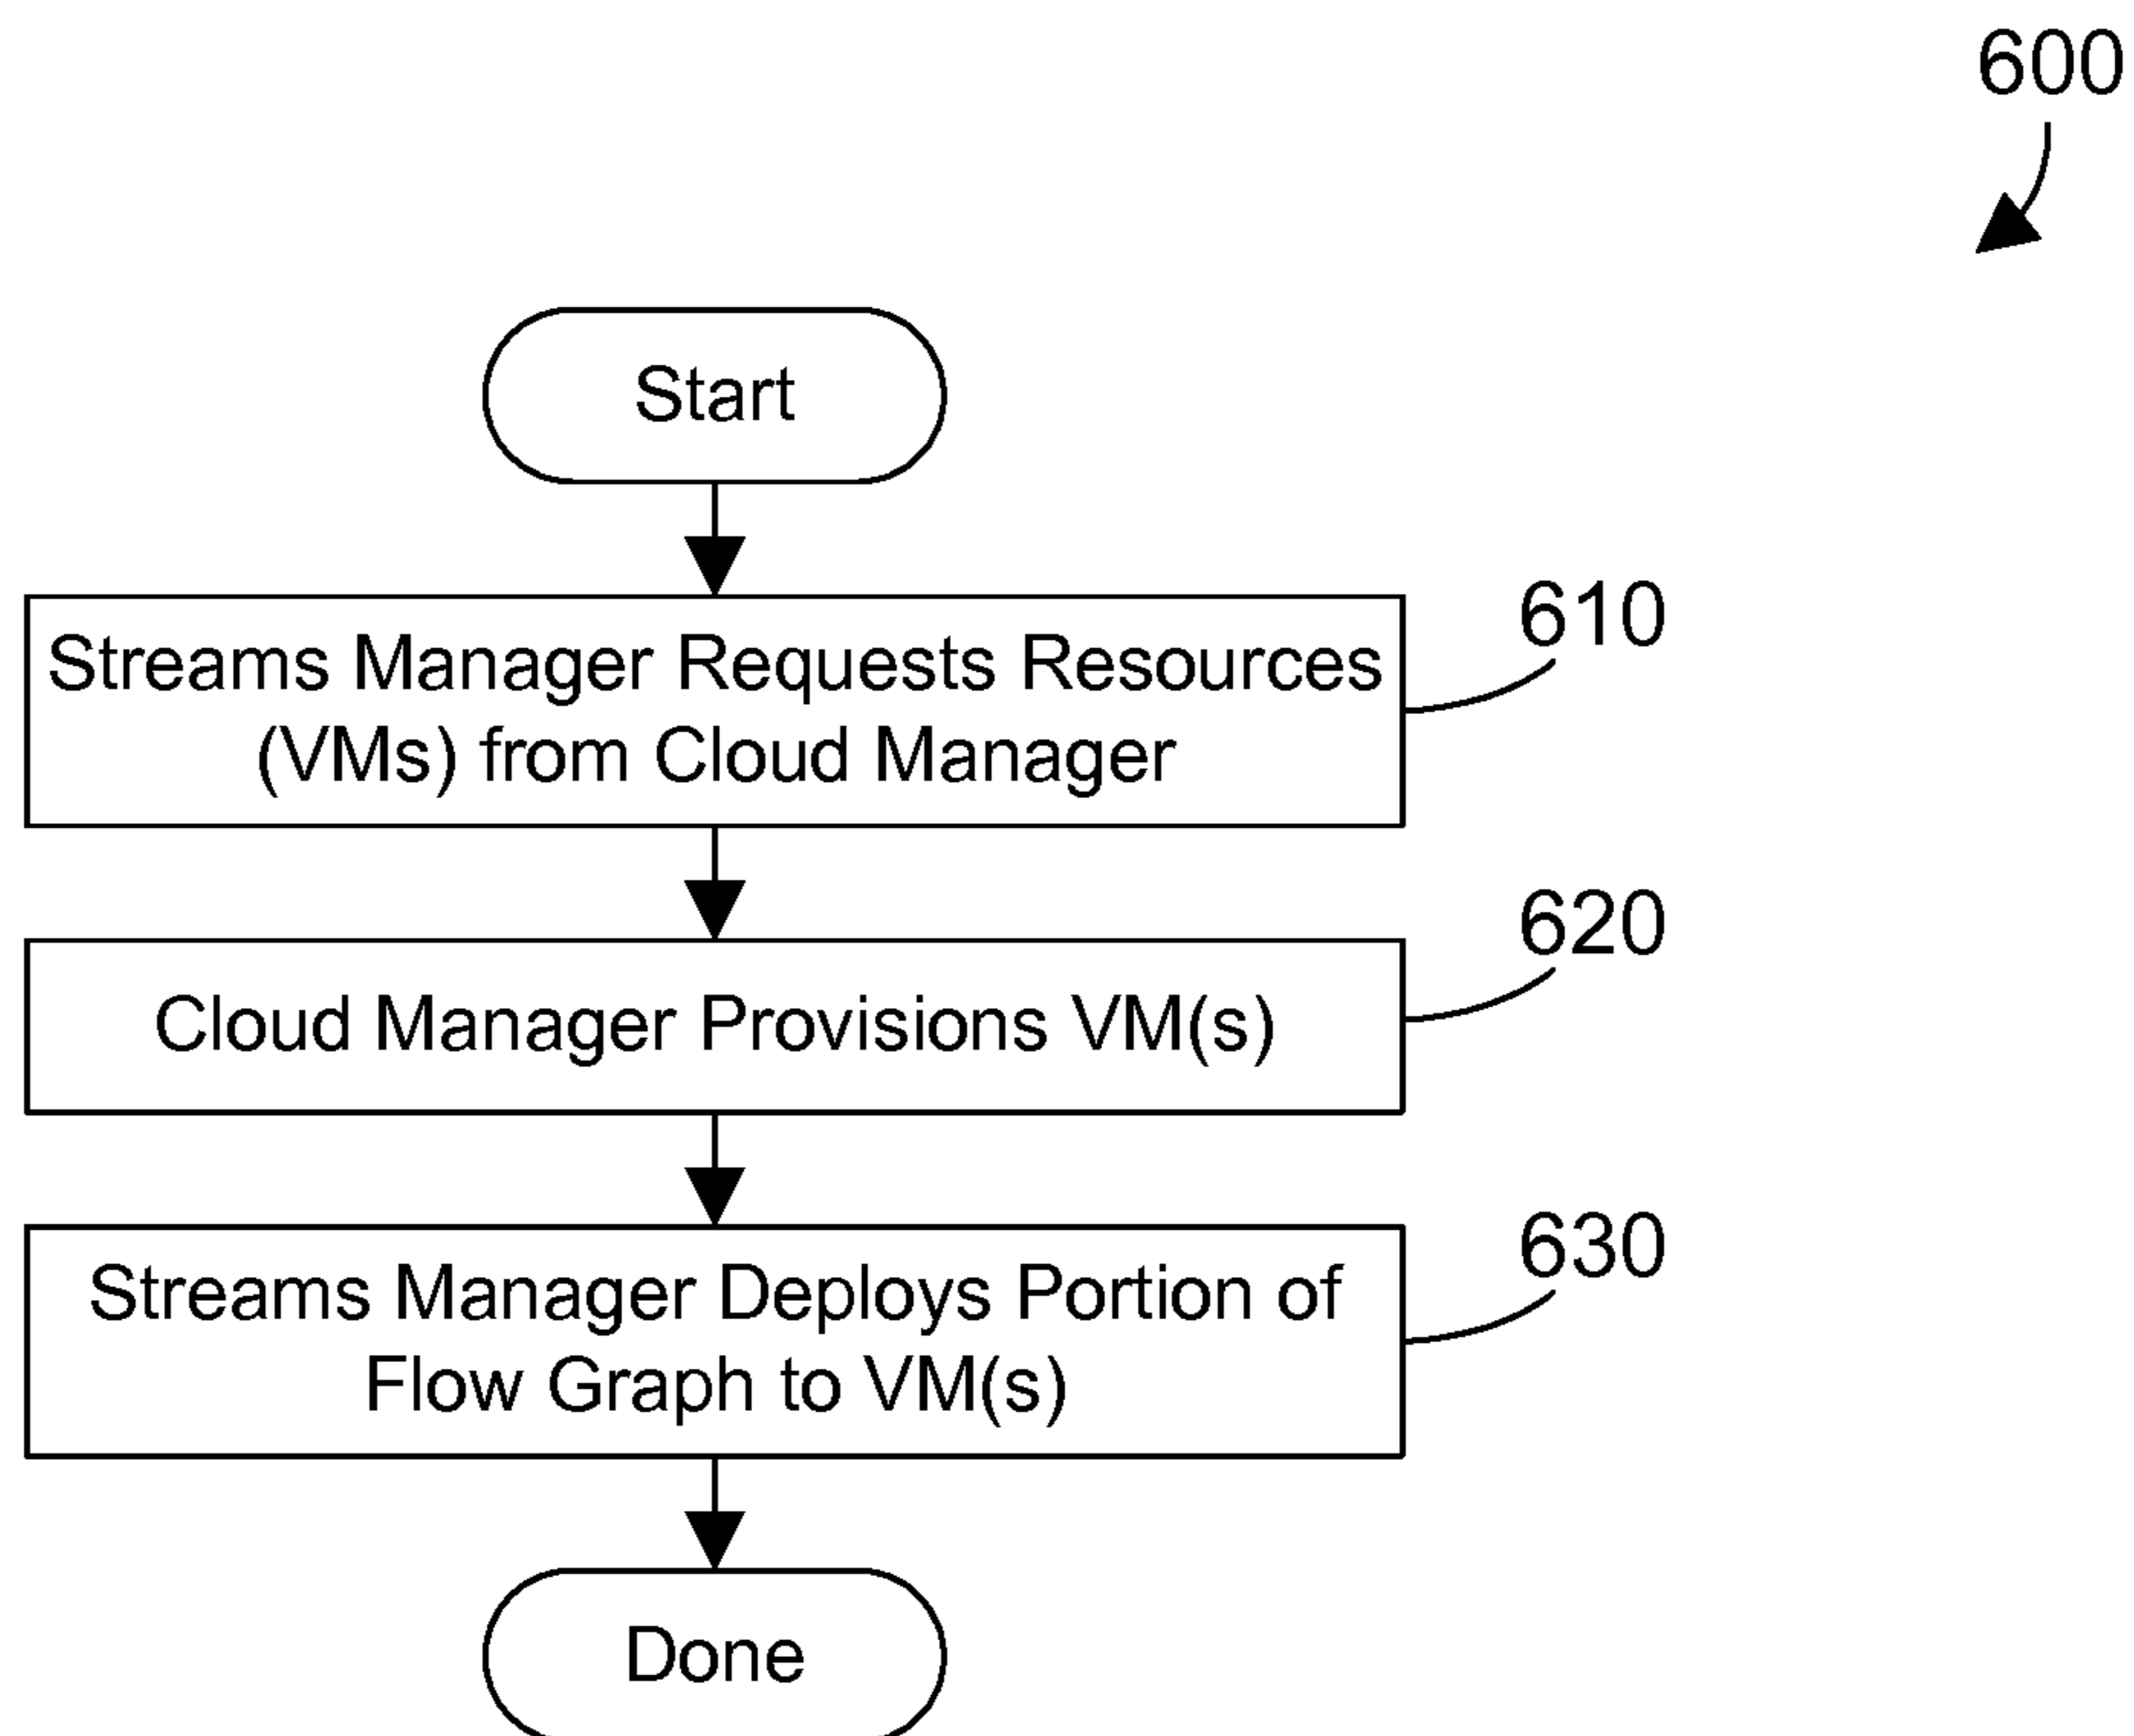 600
Start
610
Streams Manager Requests Resources
(VMs) from Cloud Manager
620
Cloud Manager Provisions VM(s)
630
Streams Manager Deploys Portion of
Flow Graph to VM(s)
Done